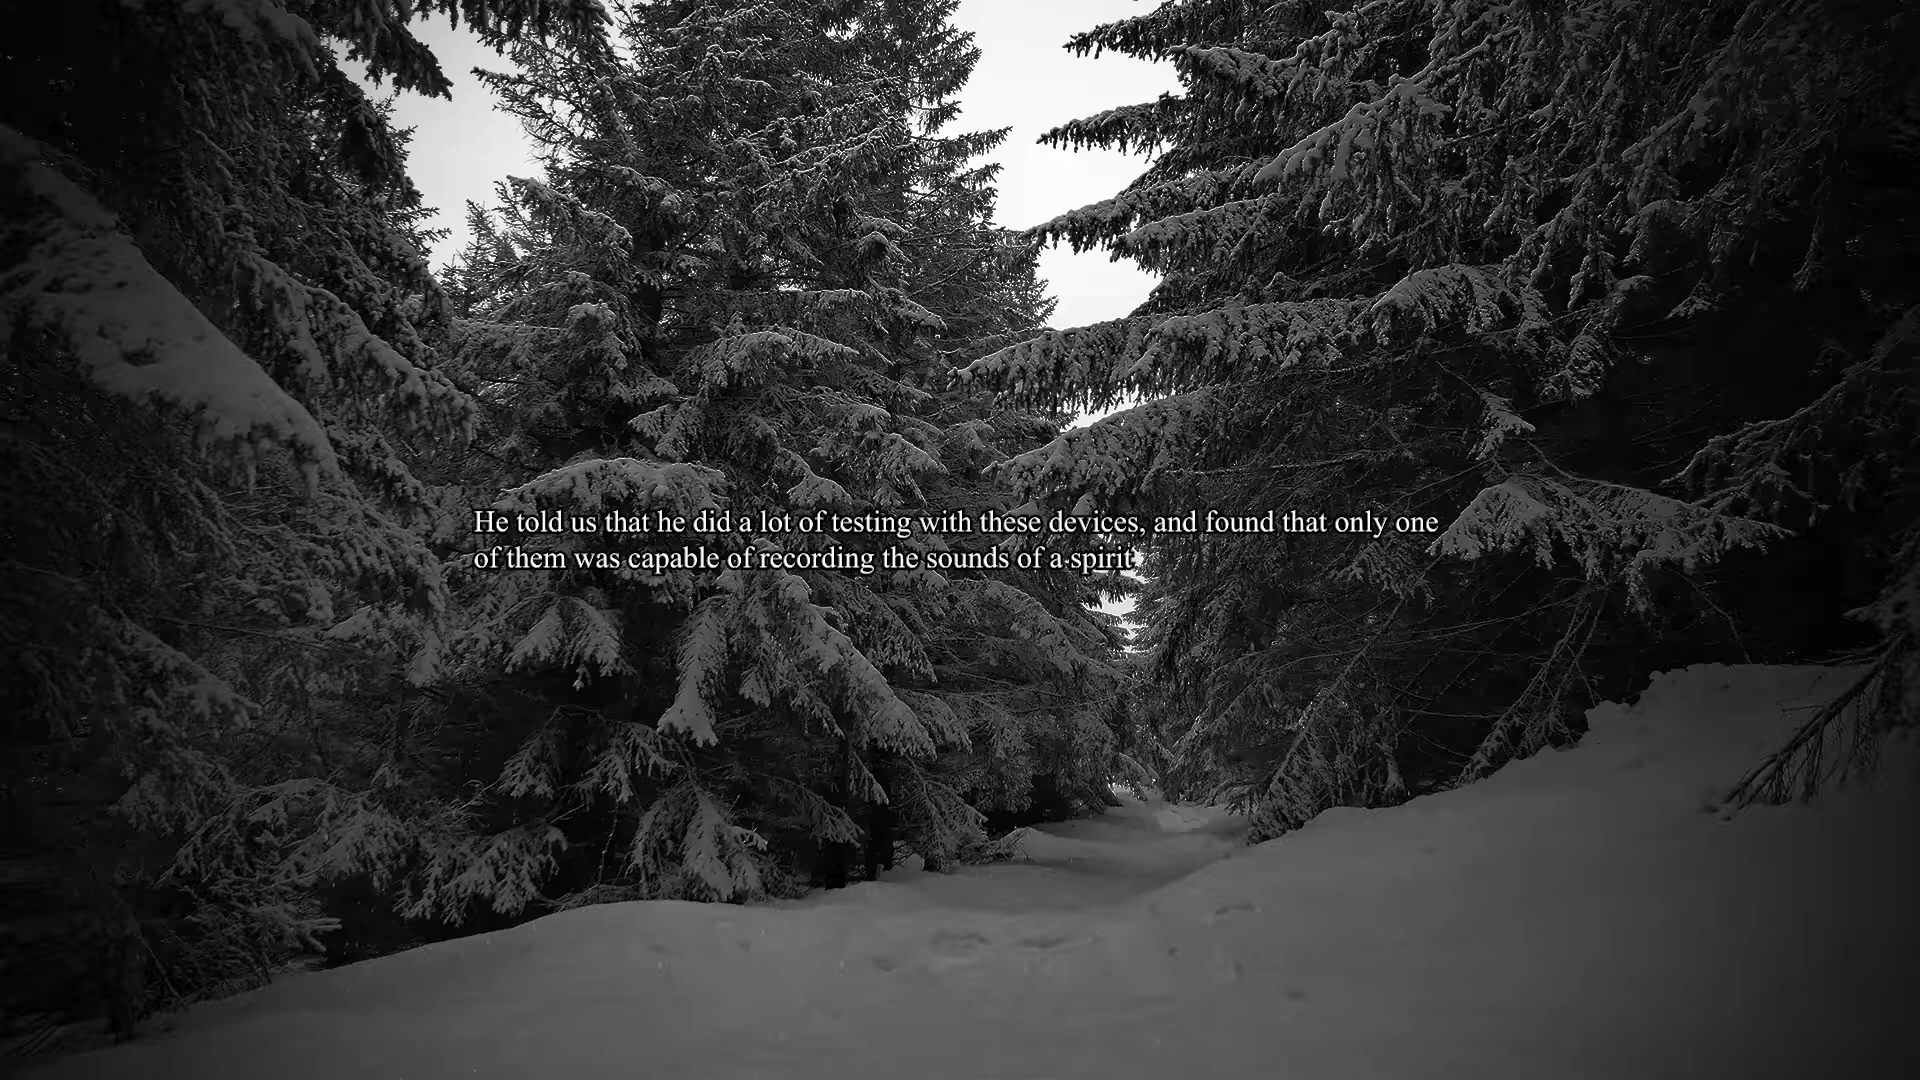 He told us that he did a lot of testing with these devices, and found that only one
of them was capable of recording the sounds of a spirit